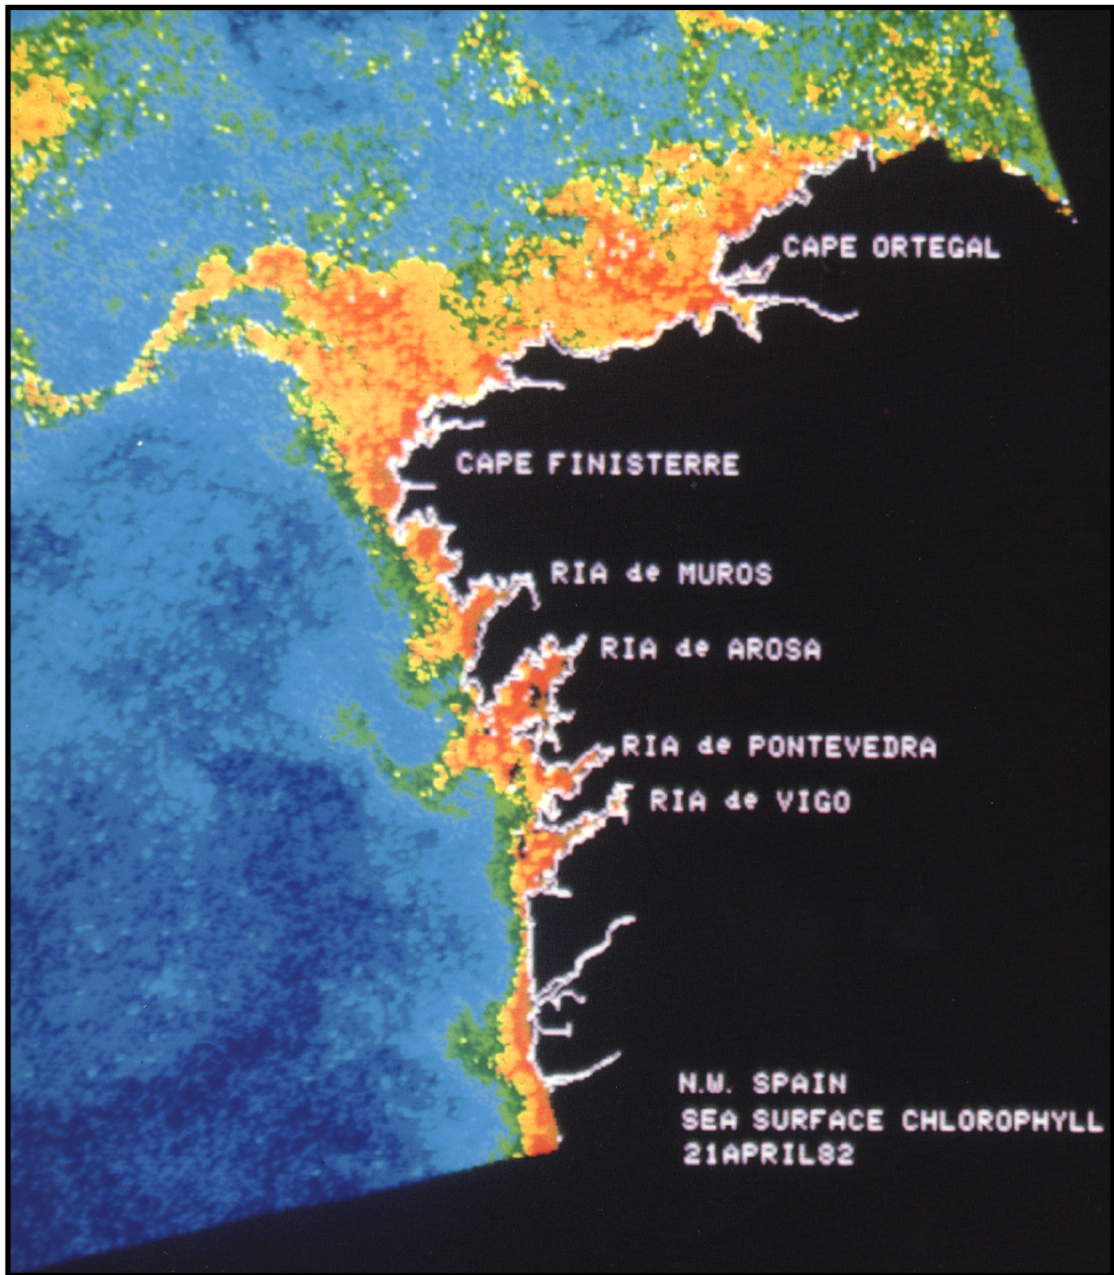 CAPE ORTEGAL
CAPE FINISTERRE
RIA de MUROS
RIA de AROSA
RIA de PONTEVEDRA
RIA de VIGO
N.W. SPAIN
SEA SURFACE CHLOROPHYLL
21APRIL82